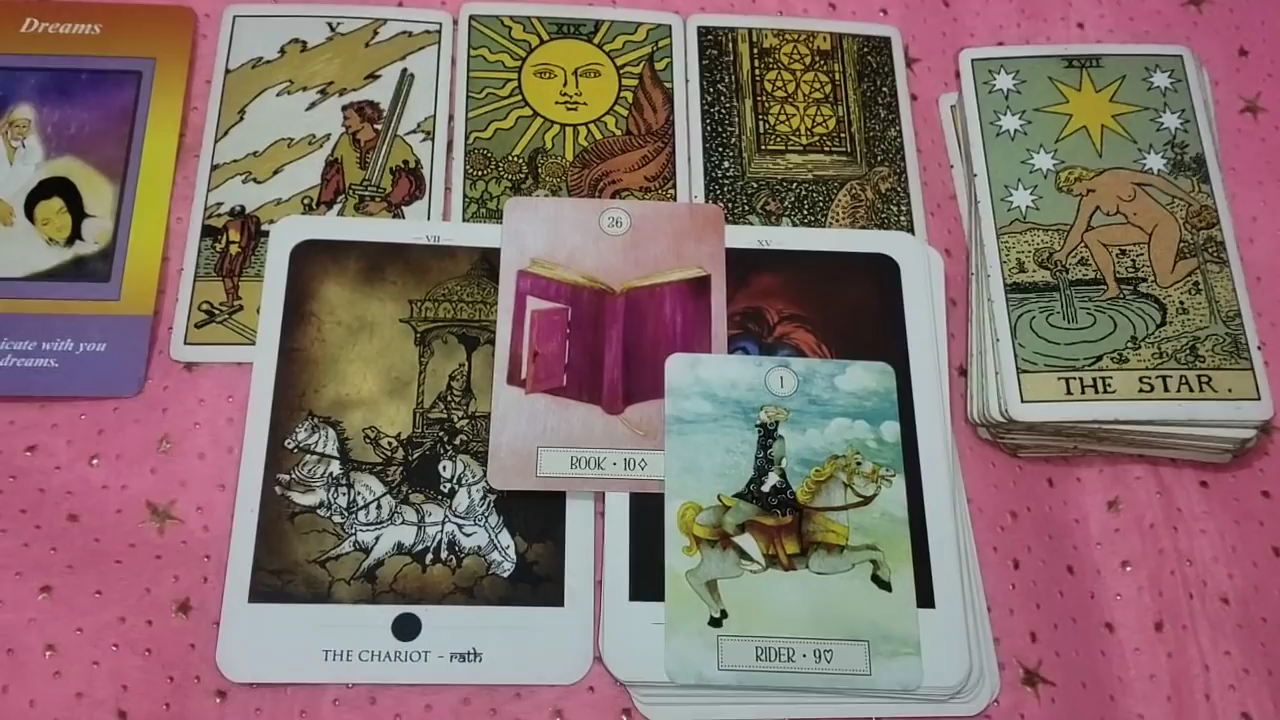 Dreams
icate with you
dreams.
V
XIX
XVII
THE STAR.
VII
THE CHARIOT - rath
XV
26
BOOK • 10♢
1
RIDER • 9♡